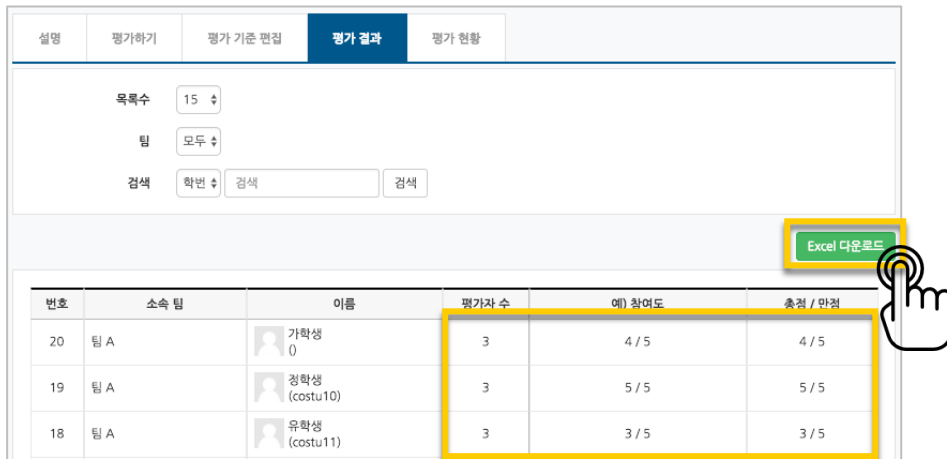 설명 평가하기 평가 기준 편집 평가 결과 평가 현황
목록수 15
팀 모두
검색 학번 검색 검색
Excel 다운로드
번호 소속 팀 이름 평가자 수 예) 참여도 총점 / 만점
20 팀 A 가학생 3 4 / 5 4 / 5
()
19 팀 A 정학생 3 5 / 5 5 / 5
(costu10)
18 팀 A 유학생 3 3 / 5 3 / 5
(costu11)